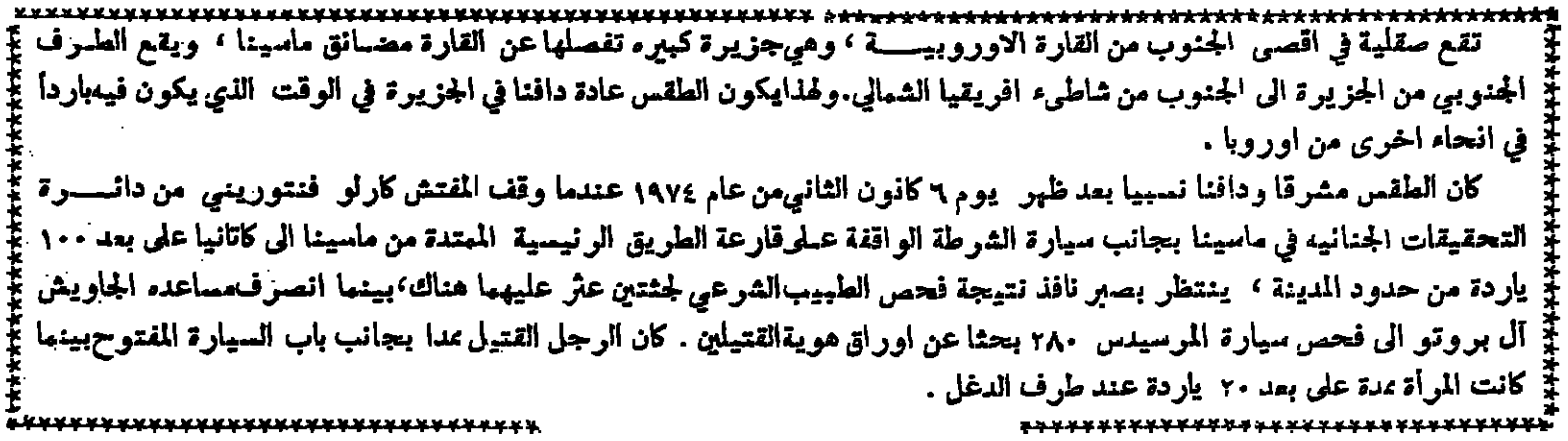 تقع صقلية في اقصى الجنوب من القارة الاوروبيـــة ، وهي جزيرة كبيره تفصلها عن القارة مضائق ماسينا ، ويقع الطرف
الجنوبي من الجزيرة الى الجنوب من شاطىء افريقيا الشمالي. ولهذا يكون الطقس عادة دافئا في الجزيرة في الوقت الذي يكون فيه باردا
في انحاء اخرى من اوروبا .
كان الطقس مشرقا ودافئا نسبيا بعد ظهر يوم ٦ كانون الثاني من عام ١٩٧٤ عندما وقف المفتش كارلو فنتوريني من دائـــرة
التحقيقات الجنائيه في ماسينا بجانب سيارة الشرطة الواقفة على قارعة الطريق الرئيسية الممتدة من ماسينا الى كاتانيا على بعد ١٠٠
ياردة من حدود المدينة ، ينتظر بصبر نافذ نتيجة فحص الطبيب الشرعي لجثتين عثر عليهما هناك، بينما انصرف مساعده الجاويش
آل بروتو الى فحص سيارة المرسيدس ٢٨٠ بحثا عن اوراق هوية القتيلين . كان الرجل القتيل ممدا بجانب باب السيارة المفتوح بينما
كانت المرأة ممدة على بعد ٢٠ ياردة عند طرف الدغل .